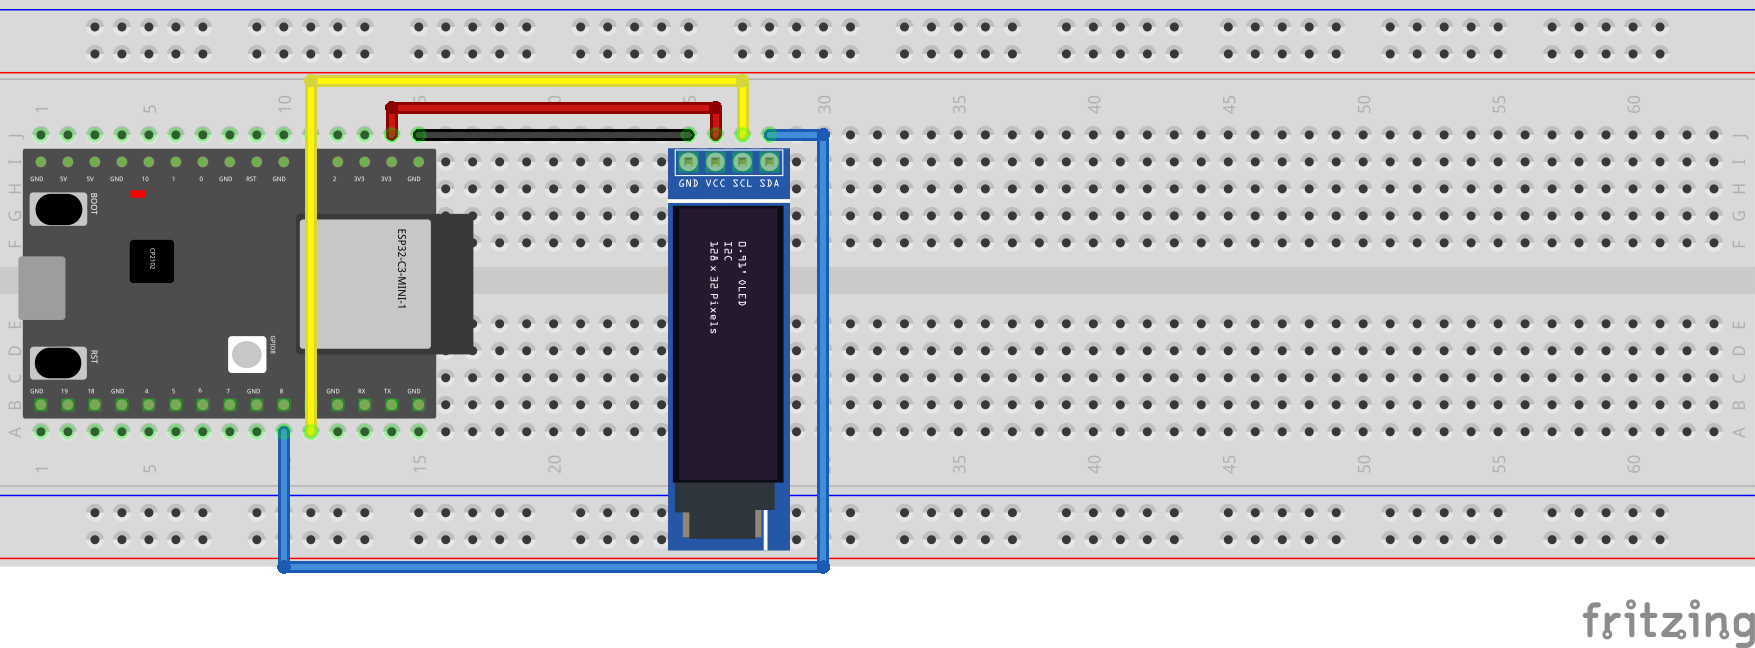 1 5 10 15 20 25 30 35 40 45 50 55 60
J J
I I
GND 5V 5V GND 10 1 0 GND RST GND 2 3V3 3V3 GND
GND VCC SCL SDA
H H
BOOT
G G
F F
CP2102
ESP32-C3-MINI-1
0.91' OLED
I2C
128 x 32 Pixels
E E
GPIO8
RST
D D
C C
GND 19 18 GND 4 5 6 7 GND 8 GND RX TX GND
B B
A A
1 5 15 20 35 40 45 50 55 60
fritzing